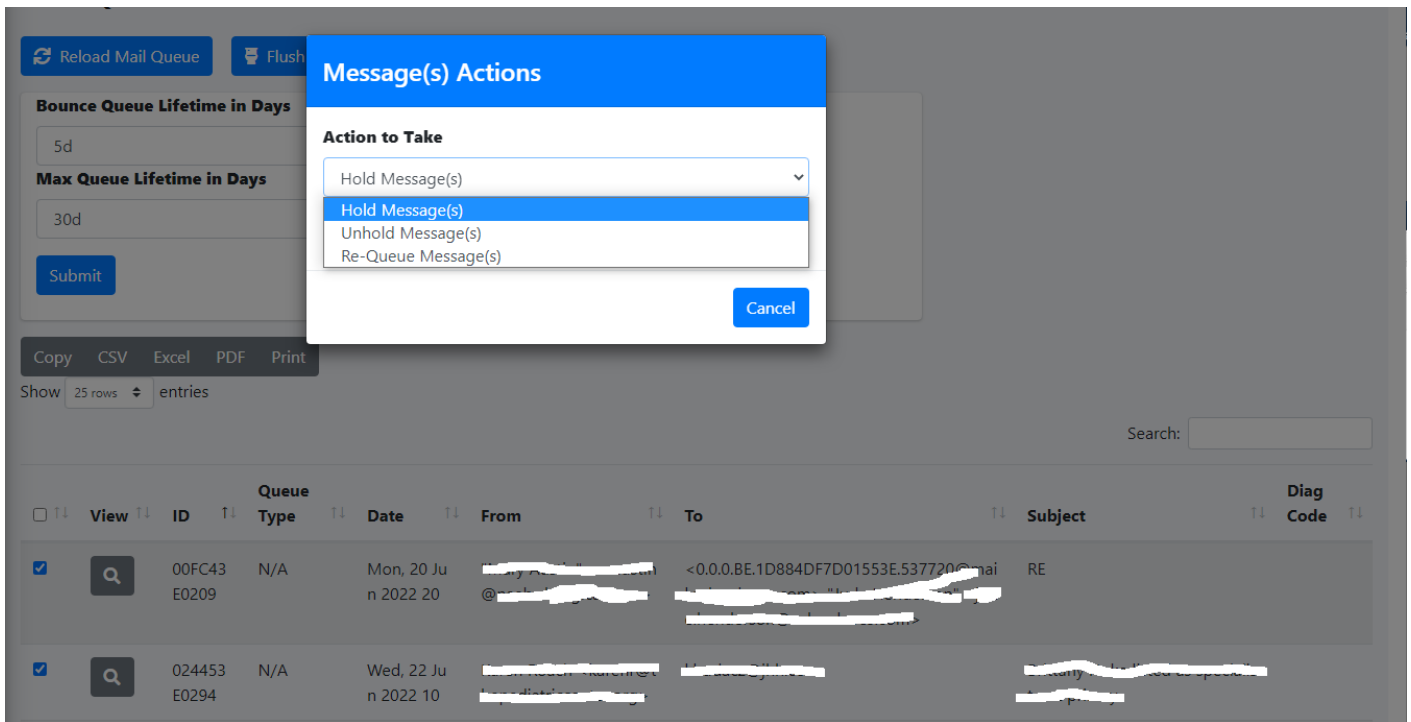 Reload Mail Queue Flush
Message(s) Actions
Bounce Queue Lifetime in Days
5d
Max Queue Lifetime in Days
30d
Submit
Action to Take
Hold Message(s)
Hold Message(s)
Unhold Message(s)
Re-Queue Message(s)
Cancel
Copy CSV Excel PDF Print
Show 25 rows entries
Search:
View ID Queue Type Date From To Subject Diag Code
00FC43 N/A Mon, 20 Ju <0.0.0.BE.1D884DF7D01553E.537720@mai RE
E0209 n 2022 20
024453 N/A Wed, 22 Ju
E0294 n 2022 10